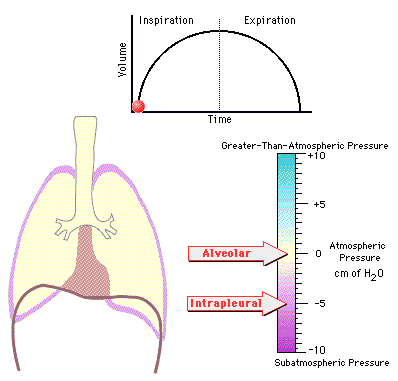 Inspiration
Expiration
Volume
Time
Greater-Than-Atmospheric Pressure
+10
+5
Alveolar
0
Atmospheric
Pressure
cm of H2O
Intrapleural
-5
-10
Subatmospheric Pressure